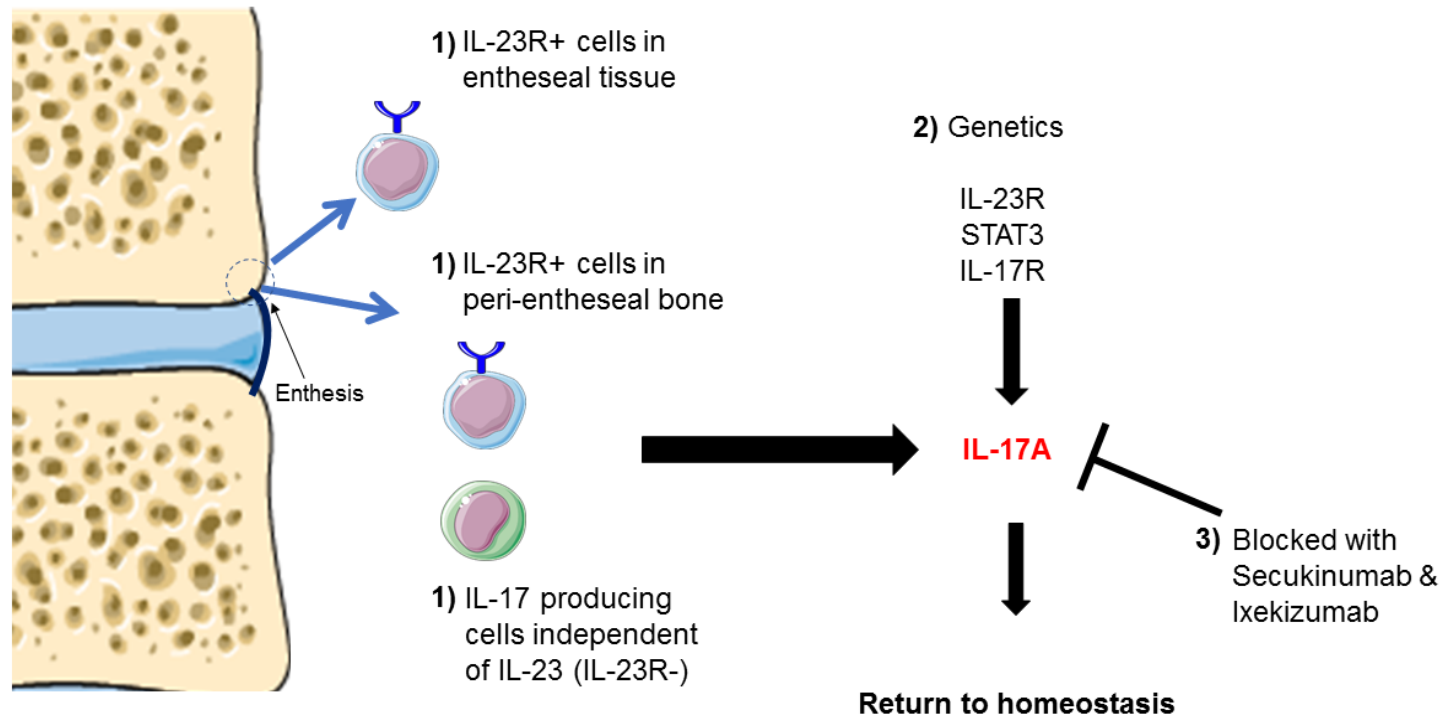 1) IL-23R+ cells in
entheseal tissue
1) IL-23R+ cells in
peri-entheseal bone
Enthesis
1) IL-17 producing
cells independent
of IL-23 (IL-23R-)
2) Genetics
IL-23R
STAT3
IL-17R
IL-17A
3) Blocked with
Secukinumab &
Ixekizumab
Return to homeostasis